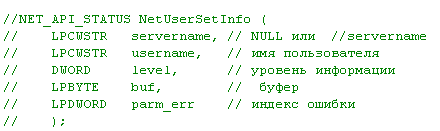 //NET_API_STATUS NetUserSetInfo (
//    LPCWSTR   servername, // NULL или  //servername
//    LPCWSTR   username,   // имя пользователя
//    DWORD     level,      // уровень информации
//    LPBYTE    buf,        //  буфер
//    LPDWORD   parm_err    // индекс ошибки
//    );